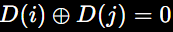 D(i) ⊕ D(j) = 0